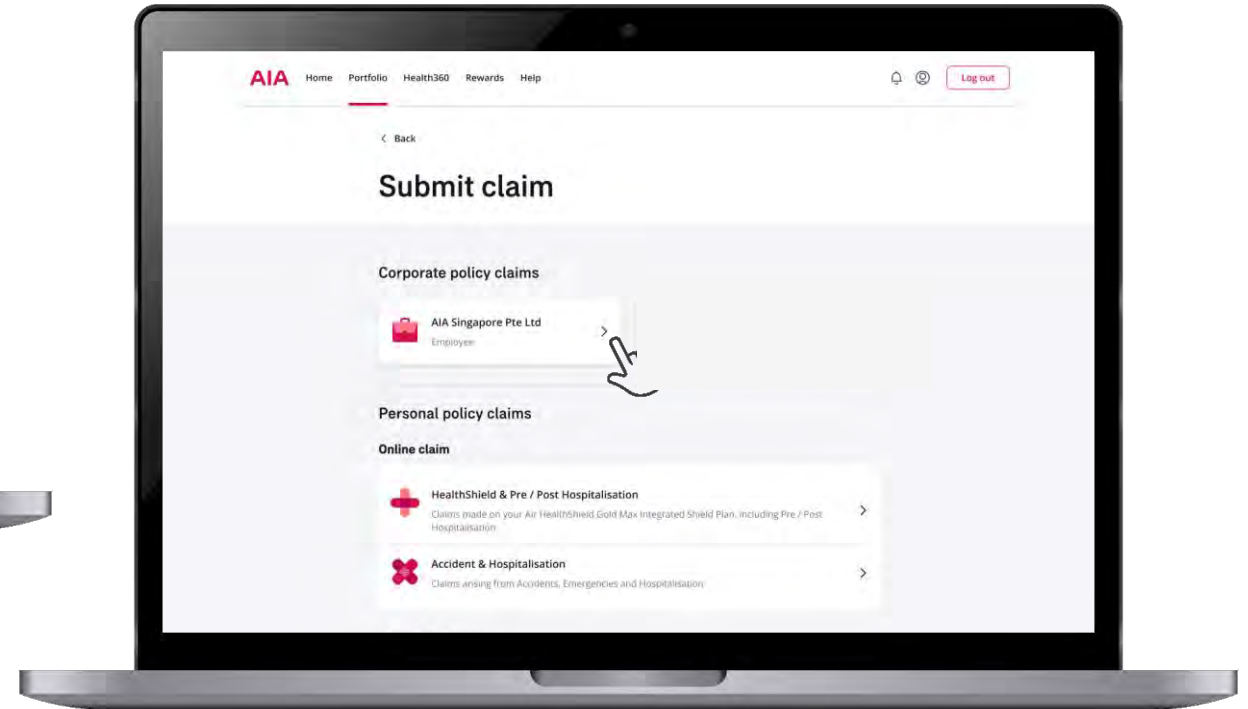 AIA Home Portfolio Health360 Rewards Help Log out
Back
Submit claim
Corporate policy claims
AIA Singapore Pte Ltd
Employee
Personal policy claims
Online claim
HealthShield & Pre / Post Hospitalisation
Claims made on your Air HealthShield Gold Max Integrated Shield Plan, including Pre / Post
Hospitalisation
Accident & Hospitalisation
Claims arising from Accidents, Emergencies and Hospitalisation